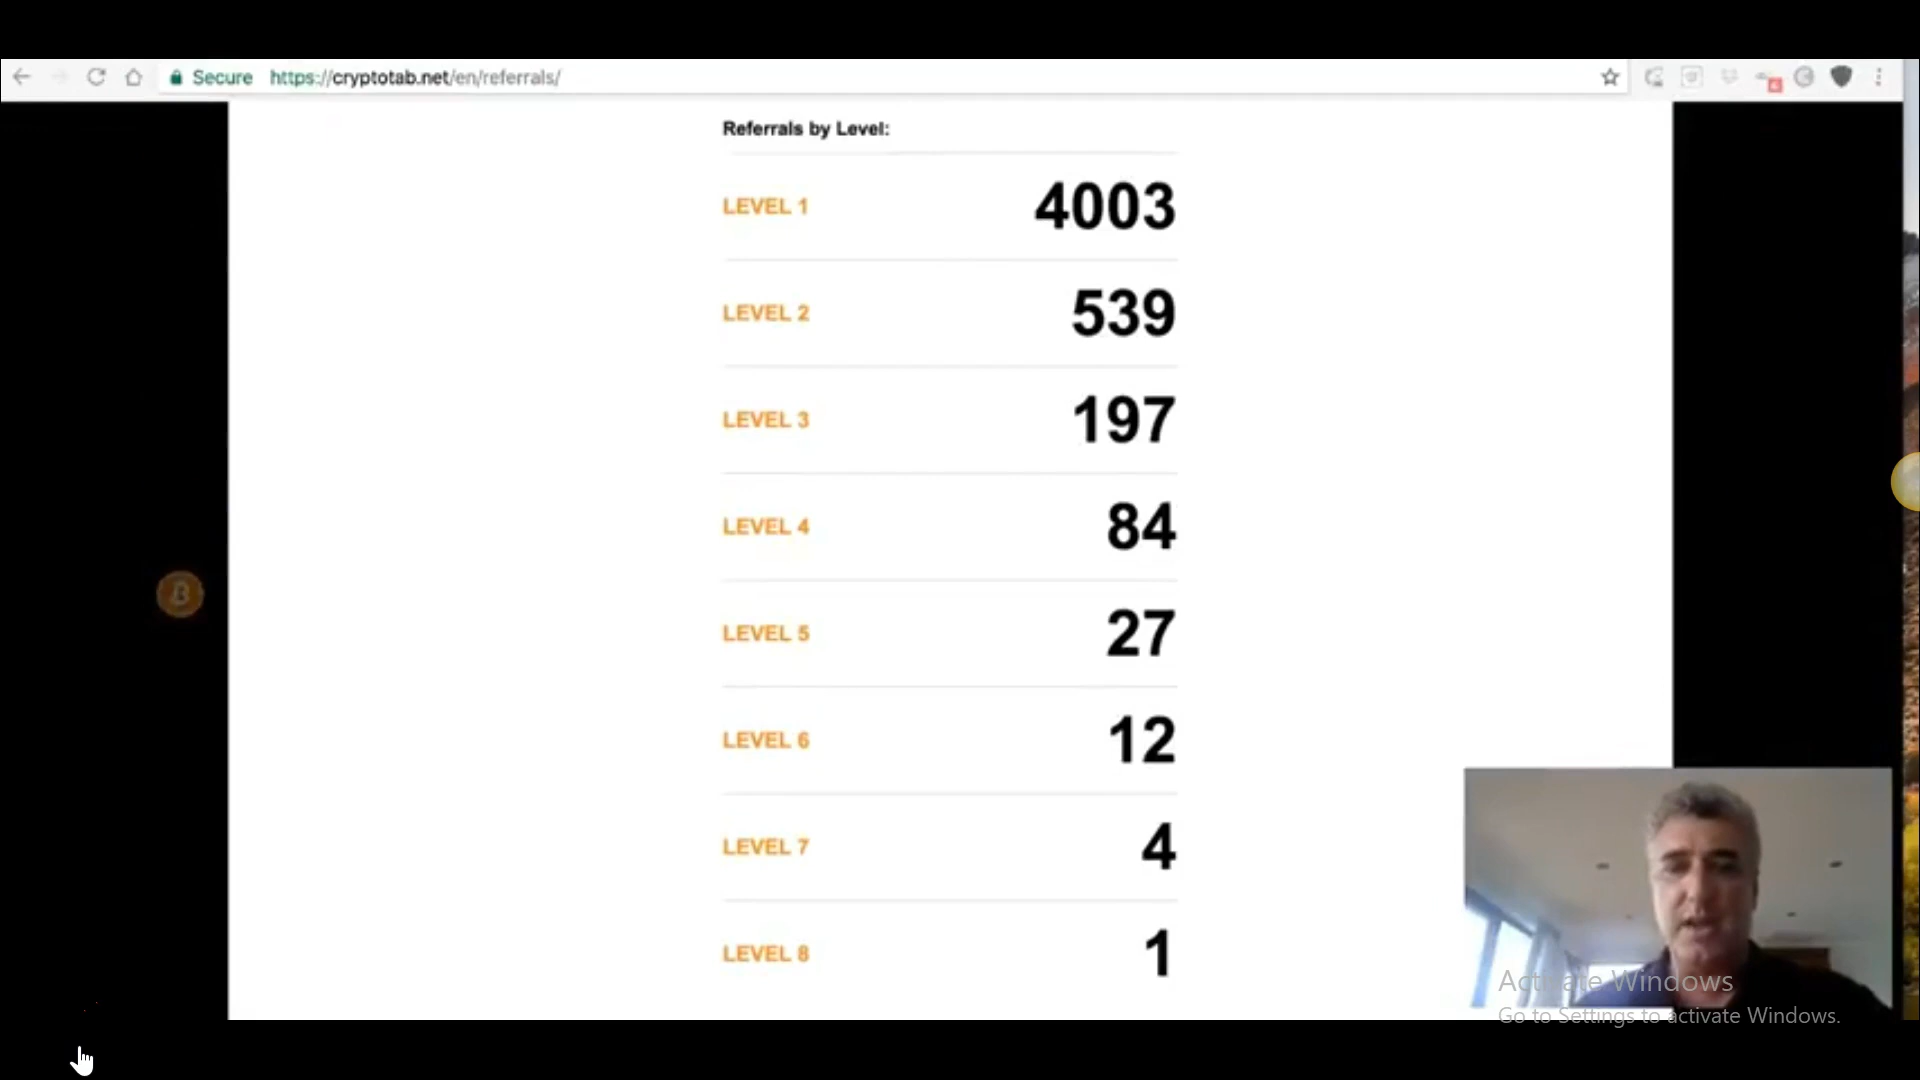 Secure https://cryptotab.net/en/referrals/
Referrals by Level:
LEVEL 1 4003
LEVEL 2 539
LEVEL 3 197
LEVEL 4 84
LEVEL 5 27
LEVEL 6 12
LEVEL 7 4
LEVEL 8 1
Activate Windows
Go to Settings to activate Windows.